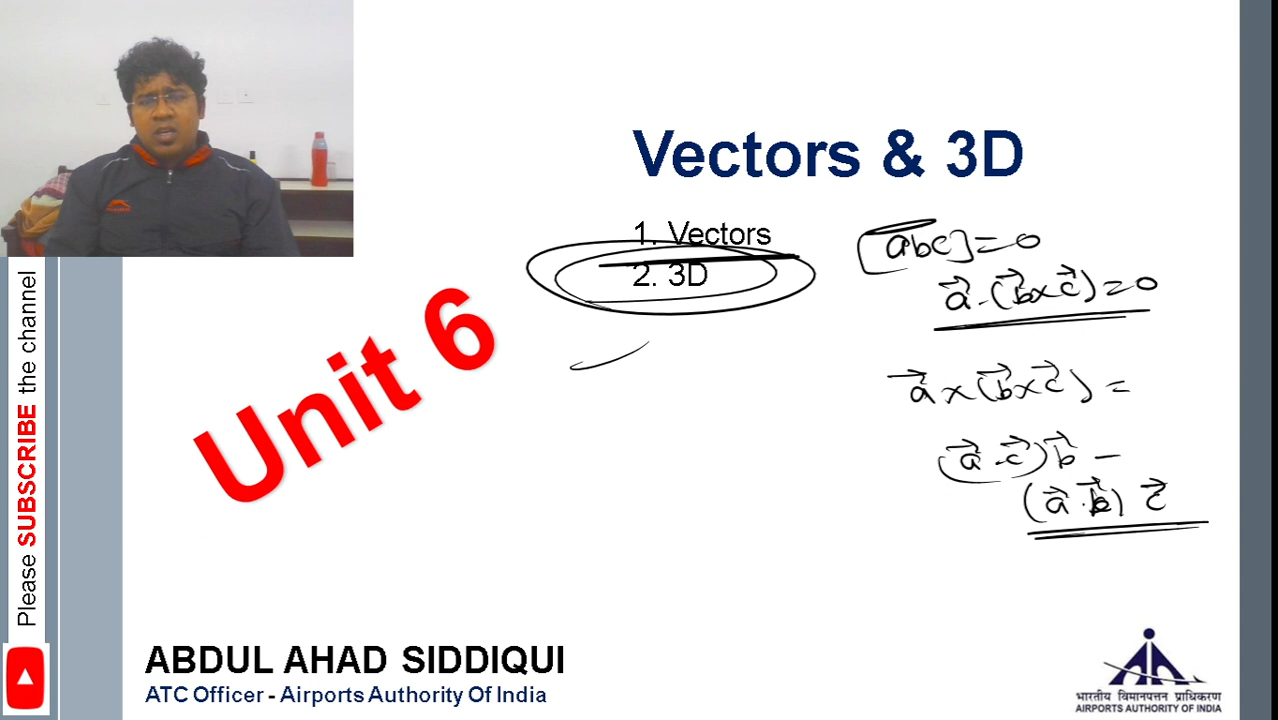 Vectors & 3D
1. Vectors
2. 3D
[abc]=0
a⃗ . (b⃗ × c⃗) = 0
a⃗ × (b⃗ × c⃗) =
(a⃗ . c⃗) b⃗ –
(a⃗ . b⃗) c⃗
Unit 6
Please SUBSCRIBE the channel
ABDUL AHAD SIDDIQUI
ATC Officer - Airports Authority Of India
भारतीय विमानपत्तन प्राधिकरण
AIRPORTS AUTHORITY OF INDIA